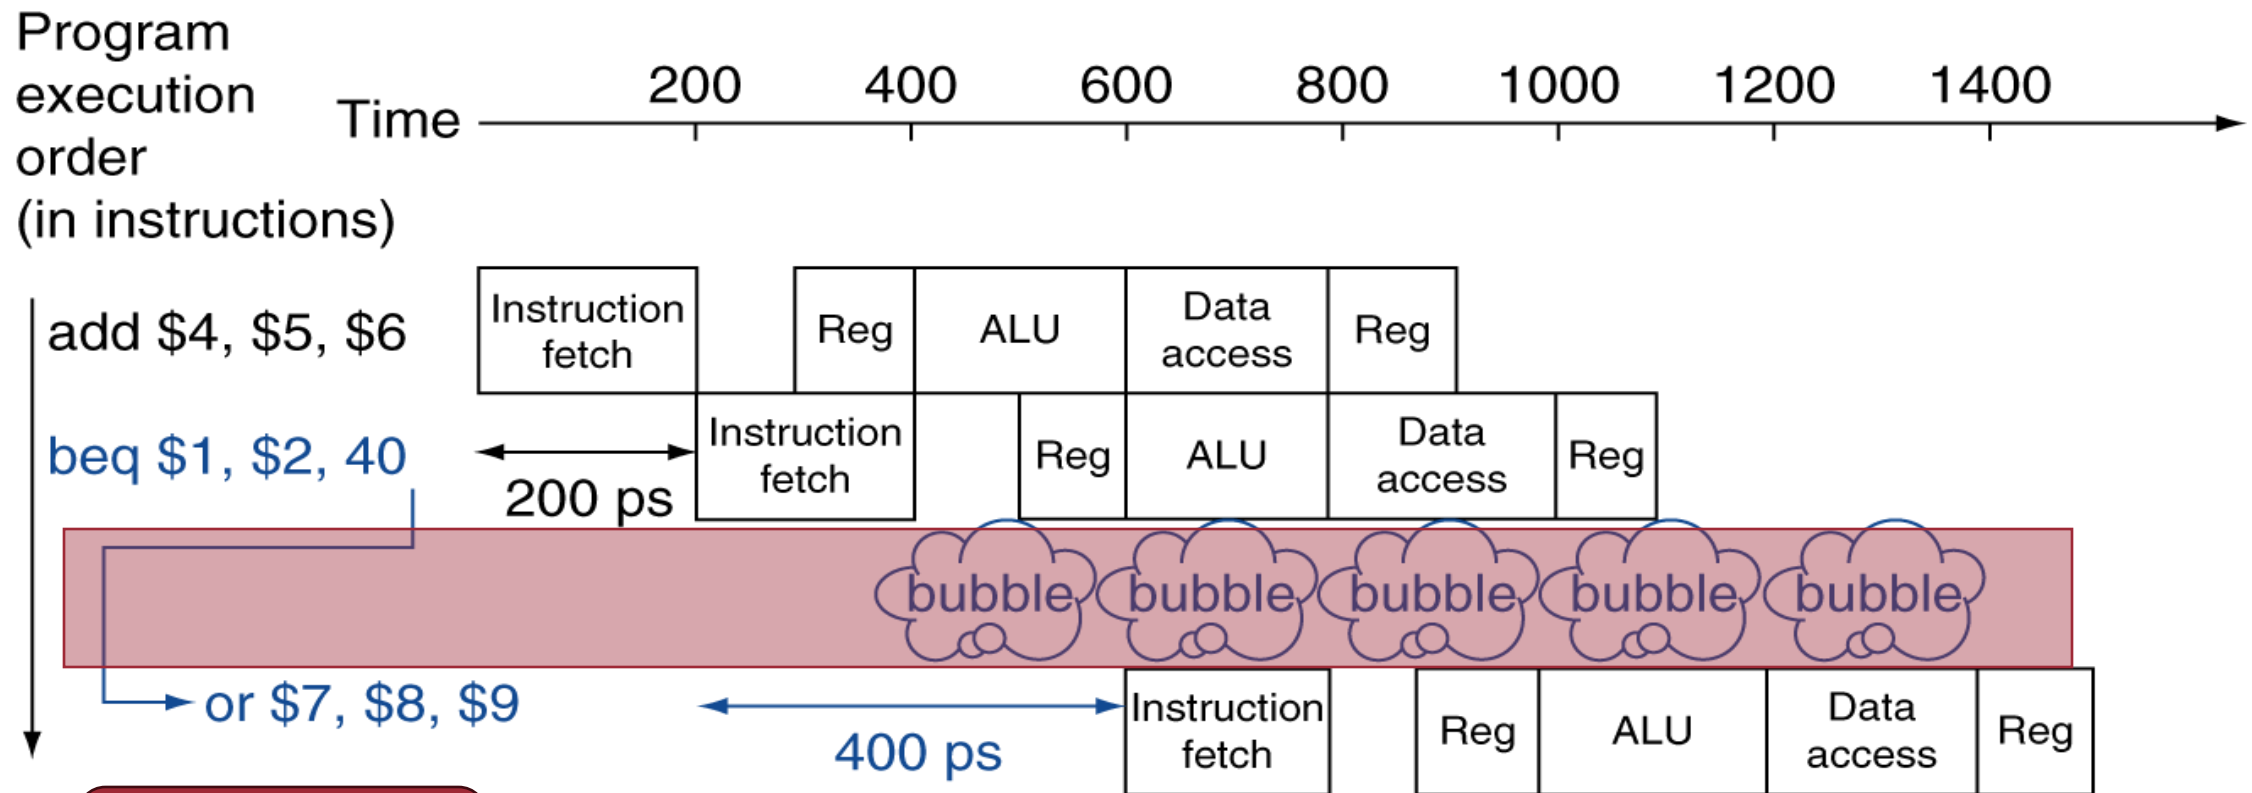 Program
execution
order
(in instructions)
Time
200 400 600 800 1000 1200 1400
add $4, $5, $6
Instruction
fetch
Reg
ALU
Data
access
Reg
beq $1, $2, 40
200 ps
Instruction
fetch
Reg
ALU
Data
access
Reg
bubble bubble bubble bubble bubble
or $7, $8, $9
400 ps
Instruction
fetch
Reg
ALU
Data
access
Reg